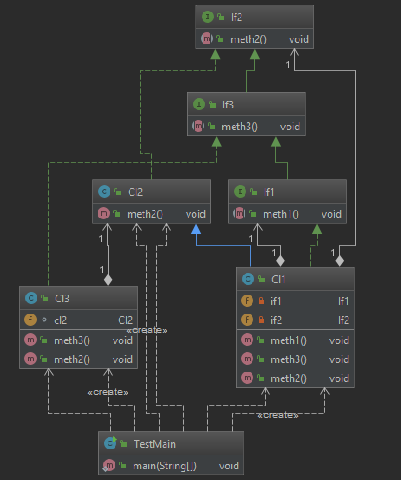 If2
meth2() void
1
If3
meth3() void
Cl2
meth2() void
If1
meth1() void
1
1
1
1
Cl3
cl2 Cl2
meth3() void
meth2() void
Cl1
if1 If1
if2 If2
meth1() void
meth3() void
meth2() void
«create»
«create»
«create»
TestMain
main(String[]) void